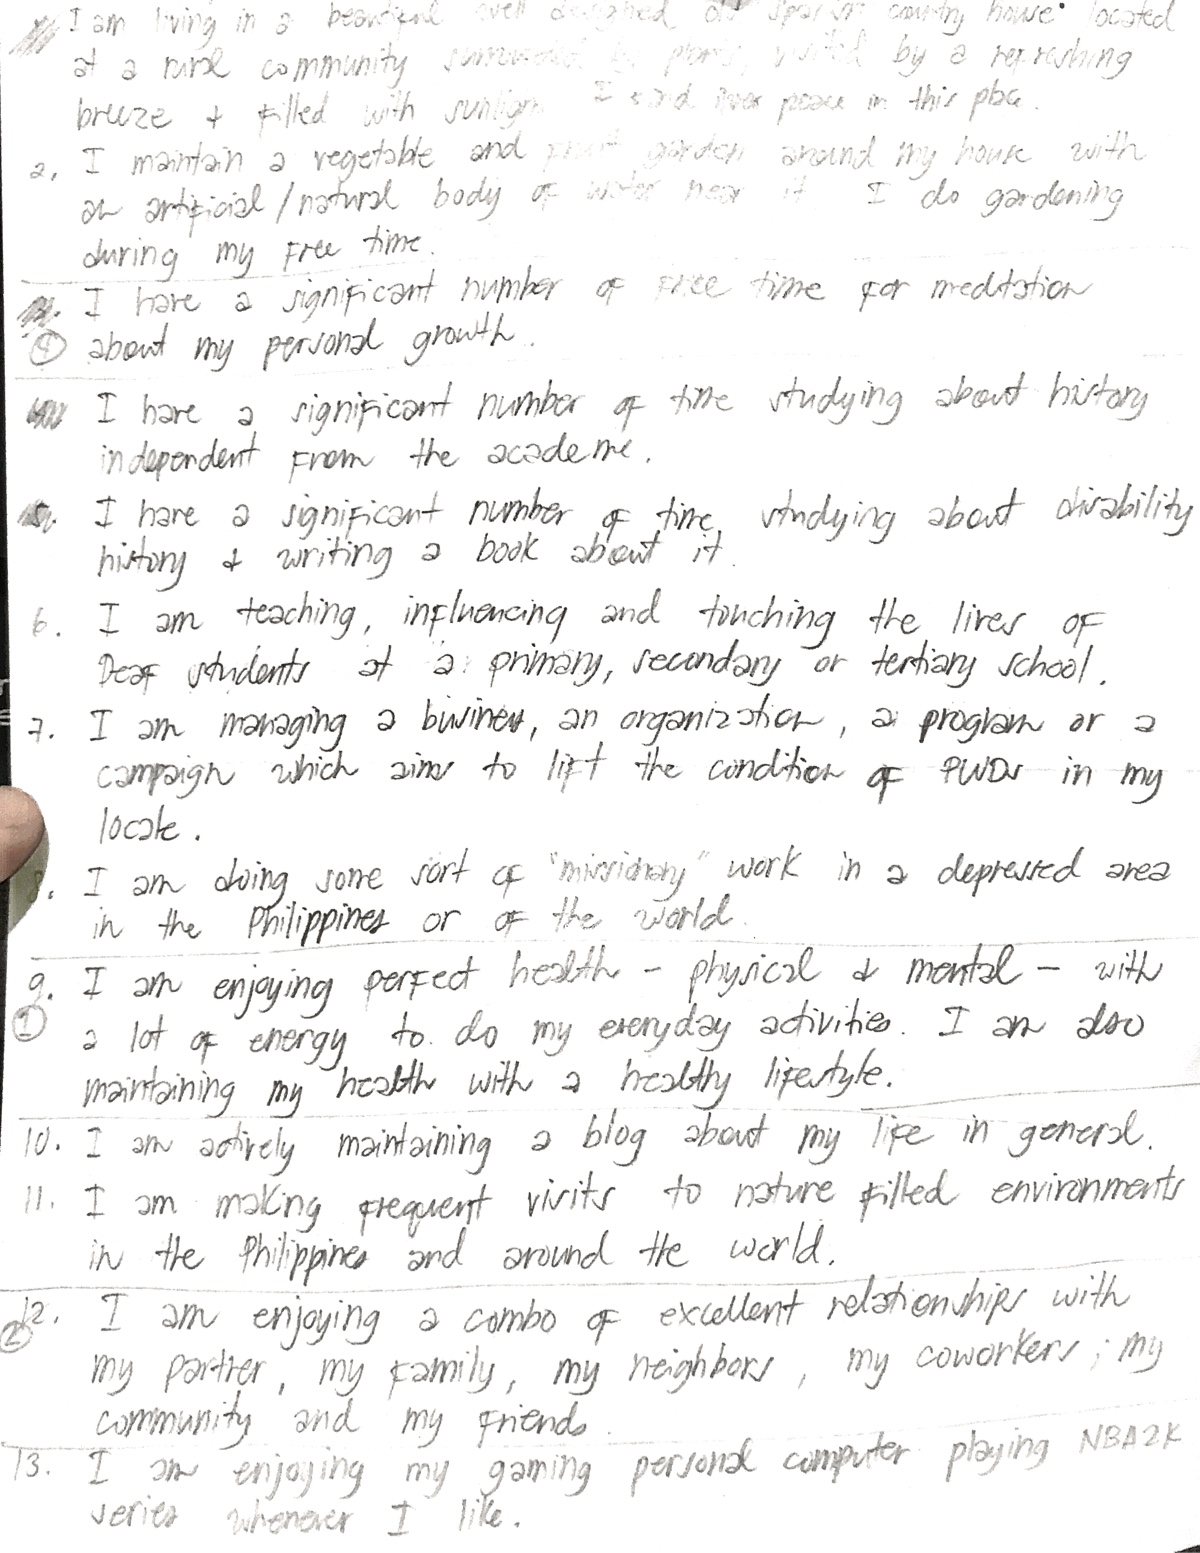 I am living in a beautiful well designed old Spanish country house located
at a rural community surrounded by plants, visited by a refreshing
breeze + filled with sunlight. I find inner peace in this place.
2. I maintain a vegetable and fruit garden around my house with
an artificial/natural body of water near it. I do gardening
during my free time.
I have a significant number of free time for meditation
④ about my personal growth.
I have a significant number of time studying about history
independent from the academe.
5. I have a significant number of time studying about disability
history & writing a book about it.
6. I am teaching, influencing and touching the lives of
Deaf students at a primary, secondary or tertiary school.
7. I am managing a business, an organization, a program or a
campaign which aims to lift the condition of PWDs in my
locale.
8. I am doing some sort of "missionary" work in a depressed area
in the Philippines or of the world.
9. I am enjoying perfect health - physical & mental - with
① a lot of energy to do my everyday activities. I am also
maintaining my health with a healthy lifestyle.
10. I am actively maintaining a blog about my life in general.
11. I am making frequent visits to nature filled environments
in the Philippines and around the world.
12. I am enjoying a combo of excellent relationships with
② my partner, my family, my neighbors, my coworkers, my
community and my friends.
13. I am enjoying my gaming personal computer playing NBA2K
series whenever I like.